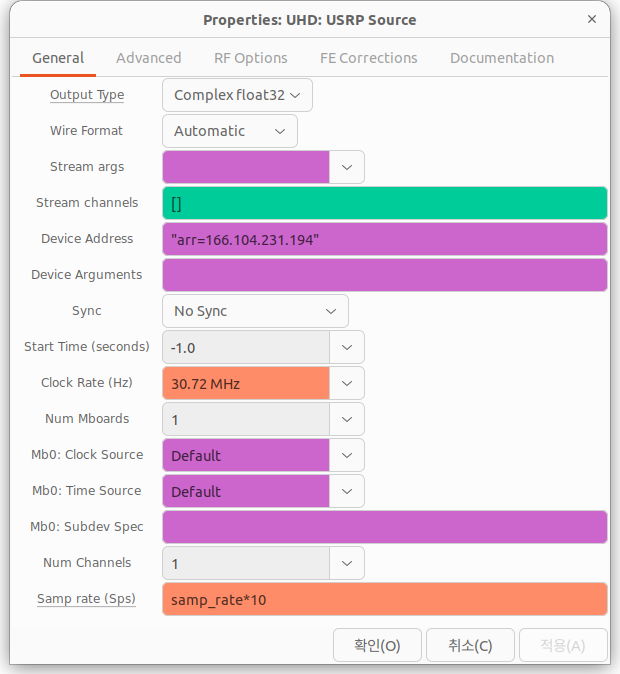 Properties: UHD: USRP Source
General Advanced RF Options FE Corrections Documentation
Output Type Complex float32
Wire Format Automatic
Stream args
Stream channels []
Device Address "arr=166.104.231.194"
Device Arguments
Sync No Sync
Start Time (seconds) -1.0
Clock Rate (Hz) 30.72 MHz
Num Mboards 1
Mb0: Clock Source Default
Mb0: Time Source Default
Mb0: Subdev Spec
Num Channels 1
Samp rate (Sps) samp_rate*10
확인(O) 취소(C) 적용(A)